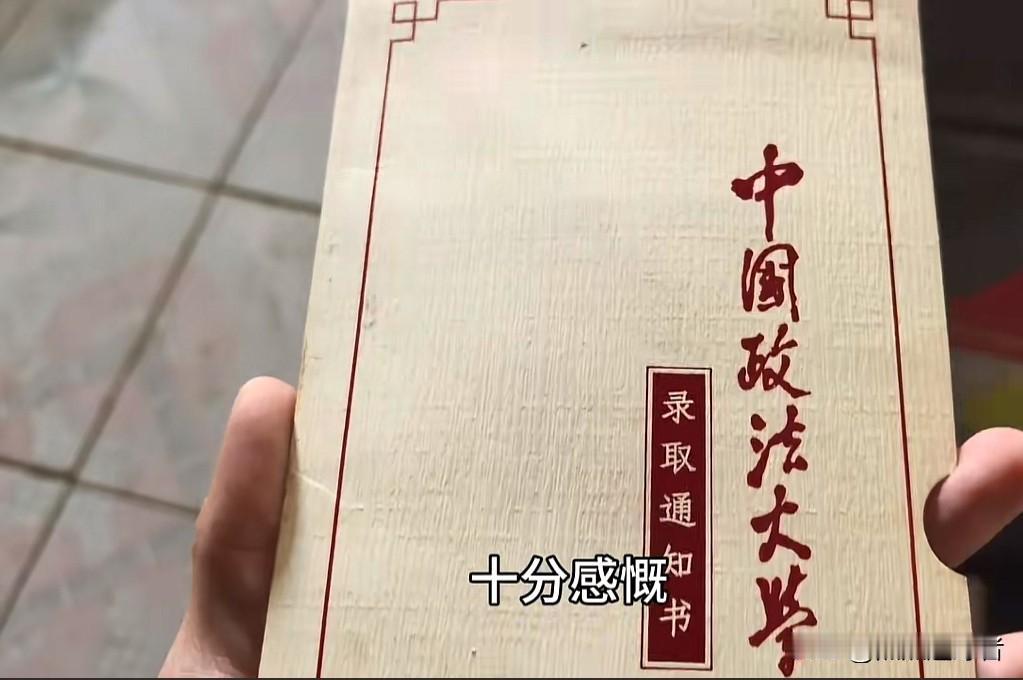 中国政法大学
录取通知书
十分感慨